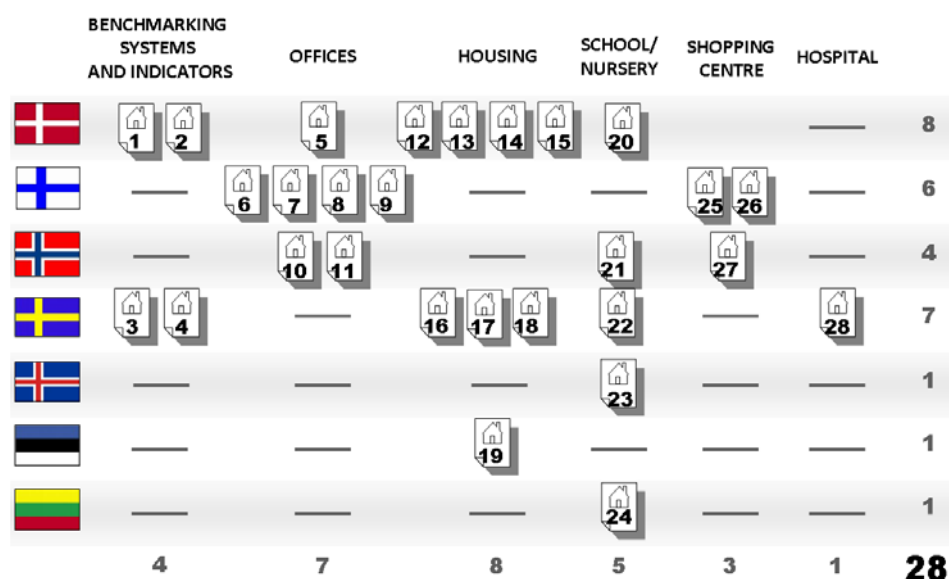 BENCHMARKING
SYSTEMS
AND INDICATORS
OFFICES
HOUSING
SCHOOL/
NURSERY
SHOPPING
CENTRE
HOSPITAL
1 2 5 12 13 14 15 20 8
6 7 8 9 25 26 6
10 11 21 27 4
3 4 16 17 18 22 28 7
23 1
19 1
24 1
4 7 8 5 3 1 28